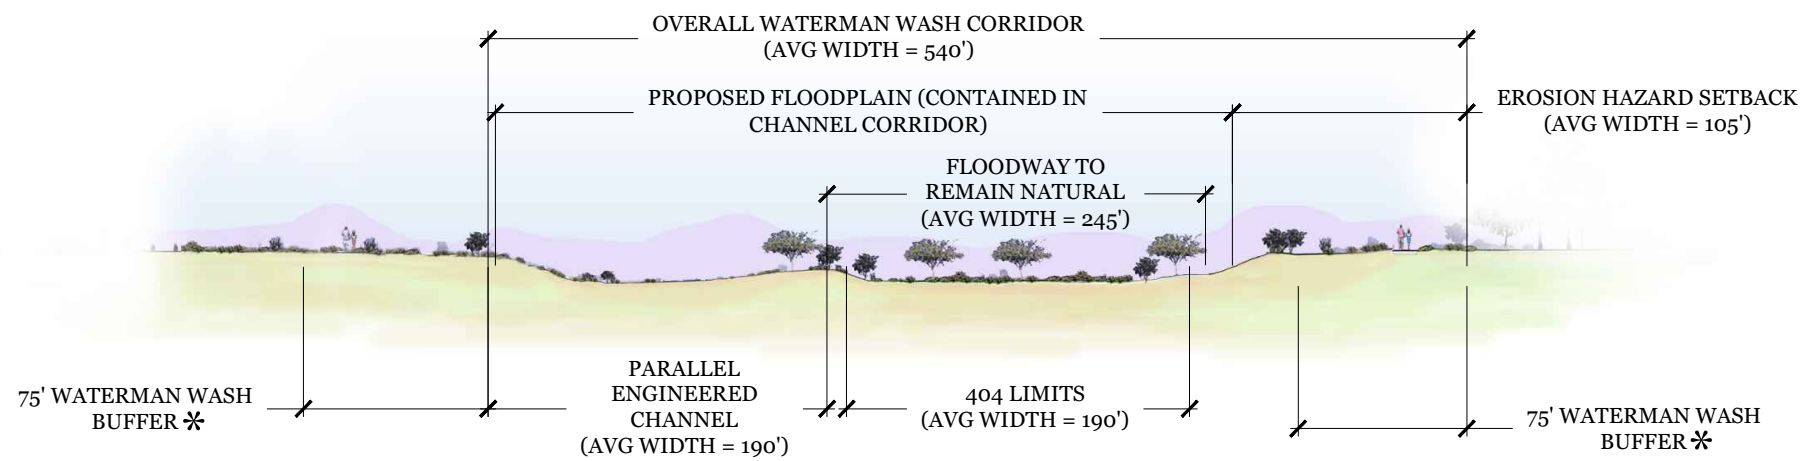 OVERALL WATERMAN WASH CORRIDOR
(AVG WIDTH = 540')
PROPOSED FLOODPLAIN (CONTAINED IN
CHANNEL CORRIDOR)
EROSION HAZARD SETBACK
(AVG WIDTH = 105')
FLOODWAY TO
REMAIN NATURAL
(AVG WIDTH = 245')
75' WATERMAN WASH
BUFFER *
PARALLEL
ENGINEERED
CHANNEL
(AVG WIDTH = 190')
404 LIMITS
(AVG WIDTH = 190')
75' WATERMAN WASH
BUFFER *